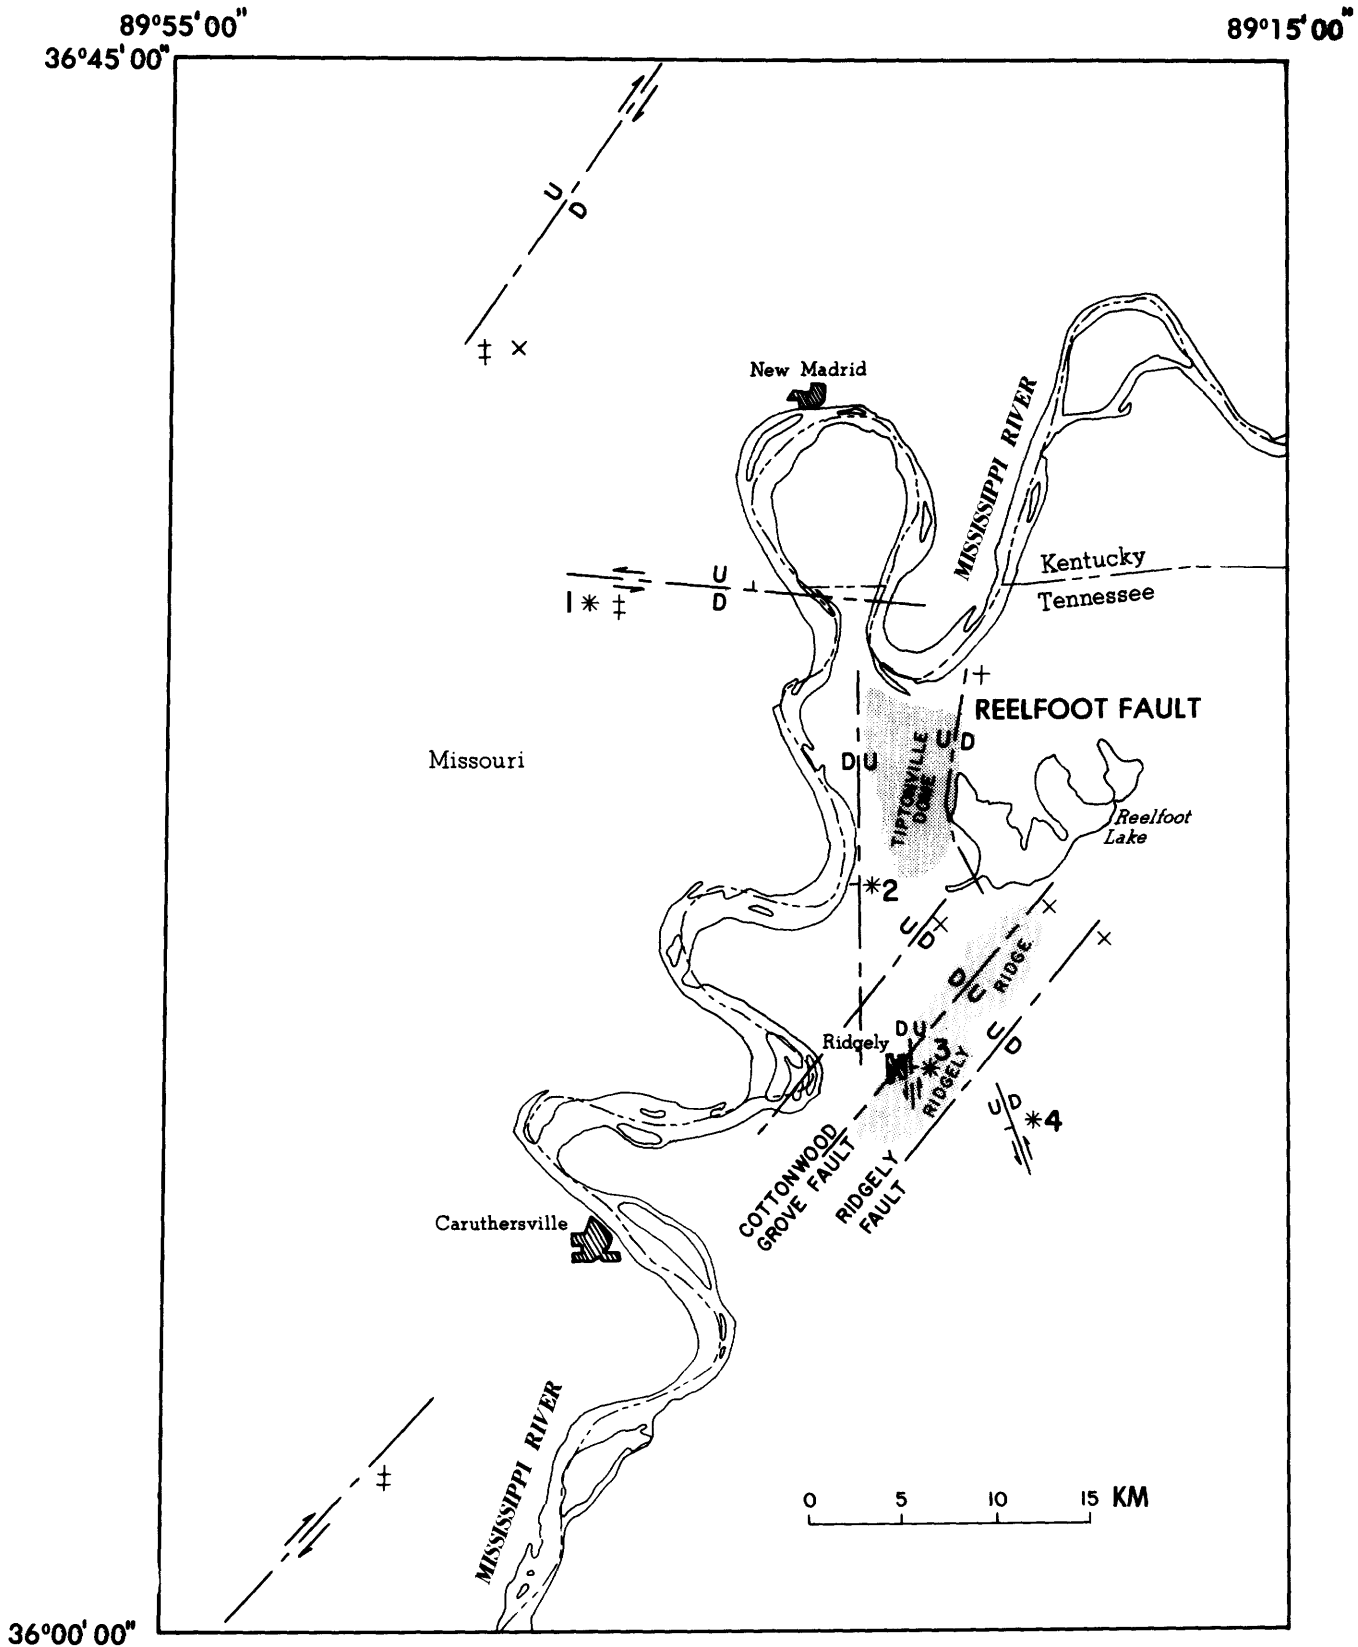 89°55'00"
89°15'00"
36°45'00"
U
D
‡ ×
New Madrid
MISSISSIPPI RIVER
Kentucky
Tennessee
U
D
1 * ‡
+
REELFOOT FAULT
U D
D U
TIPTONVILLE
DOME
Missouri
Reelfoot
Lake
*2
U
D
×
×
×
D
U
RIDGE
U
D
D U
Ridgely
*3
RIDGELY
U
D
*4
COTTONWOOD
GROVE FAULT
RIDGELY
FAULT
Caruthersville
MISSISSIPPI RIVER
‡
0 5 10 15 KM
36°00'00"